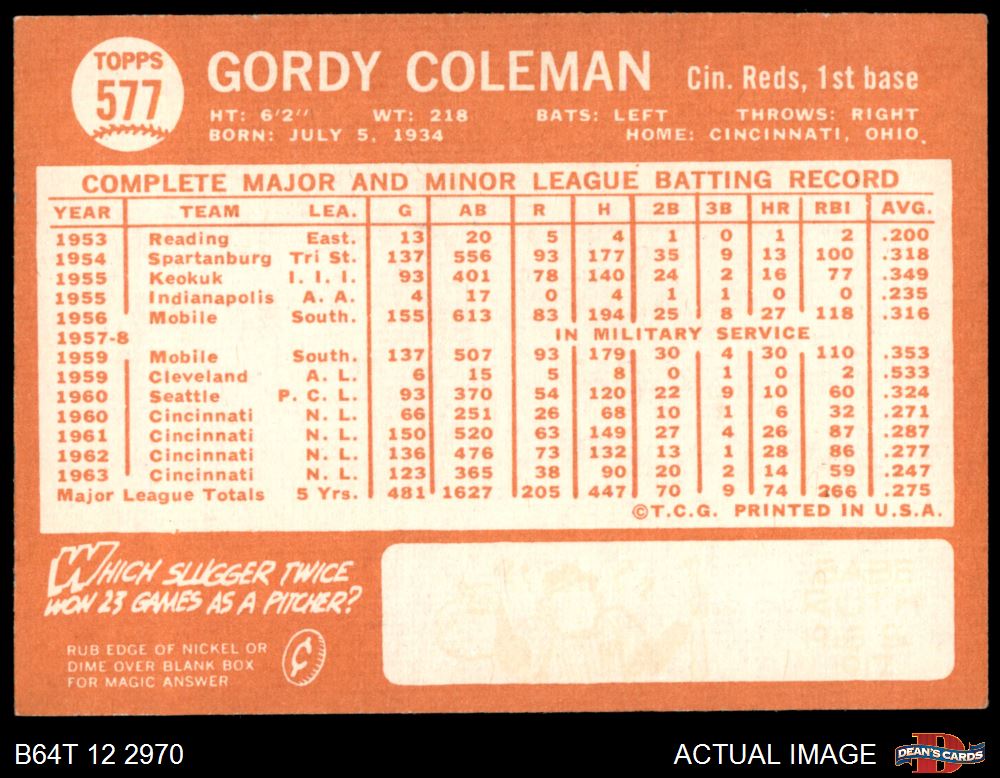 TOPPS
577
GORDY COLEMAN Cin. Reds, 1st base
HT: 6'2'' WT: 218 BATS: LEFT THROWS: RIGHT
BORN: JULY 5, 1934 HOME: CINCINNATI, OHIO.
COMPLETE MAJOR AND MINOR LEAGUE BATTING RECORD
YEAR TEAM LEA. G AB R H 2B 3B HR RBI AVG.
1953 Reading East. 13 20 5 4 1 0 1 2 .200
1954 Spartanburg Tri St. 137 556 93 177 35 9 13 100 .318
1955 Keokuk I. I. I. 93 401 78 140 24 2 16 77 .349
1955 Indianapolis A. A. 4 17 0 4 1 1 0 0 .235
1956 Mobile South. 155 613 83 194 25 8 27 118 .316
1957-8 IN MILITARY SERVICE
1959 Mobile South. 137 507 93 179 30 4 30 110 .353
1959 Cleveland A. L. 6 15 5 8 0 1 0 2 .533
1960 Seattle P. C. L. 93 370 54 120 22 9 10 60 .324
1960 Cincinnati N. L. 66 251 26 68 10 1 6 32 .271
1961 Cincinnati N. L. 150 520 63 149 27 4 26 87 .287
1962 Cincinnati N. L. 136 476 73 132 13 1 28 86 .277
1963 Cincinnati N. L. 123 365 38 90 20 2 14 59 .247
Major League Totals 5 Yrs. 481 1627 205 447 70 9 74 266 .275
©T.C.G. PRINTED IN U.S.A.
WHICH SLUGGER TWICE
WON 23 GAMES AS A PITCHER?
RUB EDGE OF NICKEL OR
DIME OVER BLANK BOX
FOR MAGIC ANSWER
¢
B64T 12 2970 ACTUAL IMAGE DEAN'S CARDS